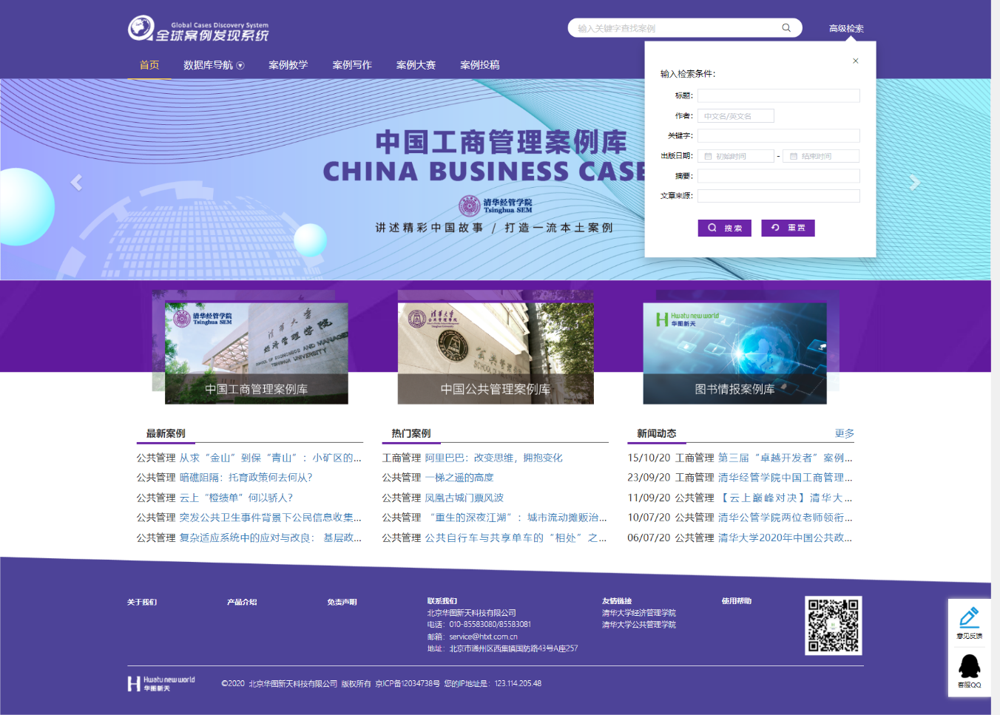 Global Cases Discovery System
全球案例发现系统
输入关键字查找案例
高级检索
首页
数据库导航
案例教学
案例写作
案例大赛
案例投稿
×
输入检索条件：
标题：
作者：
中文名/英文名
关键字：
出版日期：
初始时间
-
结束时间
摘要：
文章来源：
搜 索
重 置
中国工商管理案例库
CHINA BUSINESS CASE
清华经管学院
Tsinghua SEM
讲述精彩中国故事 / 打造一流本土案例
清华经管学院
Tsinghua SEM
清华大学
经济管理学院
SCHOOL OF ECONOMICS AND MANAGEMENT
TSINGHUA UNIVERSITY
中国工商管理案例库
清华大学
公共管理学院
中国公共管理案例库
Hwatu new world
华图新天
图书情报案例库
最新案例
公共管理 从求“金山”到保“青山”：小矿区的...
公共管理 暗礁阻隔：托育政策何去何从？
公共管理 云上“橙绩单”何以骄人？
公共管理 突发公共卫生事件背景下公民信息收集...
公共管理 复杂适应系统中的应对与改良： 基层政...
热门案例
工商管理 阿里巴巴：改变思维，拥抱变化
公共管理 一梯之遥的高度
公共管理 凤凰古城门票风波
公共管理 “重生的深夜江湖”：城市流动摊贩治...
公共管理 公共自行车与共享单车的“相处”之...
新闻动态
更多
15/10/20 工商管理 第三届“卓越开发者”案例...
23/09/20 工商管理 清华经管学院中国工商管理...
11/09/20 公共管理 【云上巅峰对决】清华大...
10/07/20 公共管理 清华公管学院两位老师领衔...
06/07/20 公共管理 清华大学2020年中国公共政...
关于我们
产品介绍
免责声明
联系我们
北京华图新天科技有限公司
电话：010-85583080/85583081
邮箱：service@htxt.com.cn
地址：北京市通州区西集镇国防路43号A座257
友情链接
清华大学经济管理学院
清华大学公共管理学院
使用帮助
意见反馈
客服QQ
Hwatu new world
华图新天
©2020 北京华图新天科技有限公司 版权所有 京ICP备12034738号 您的IP地址是：123.114.205.48